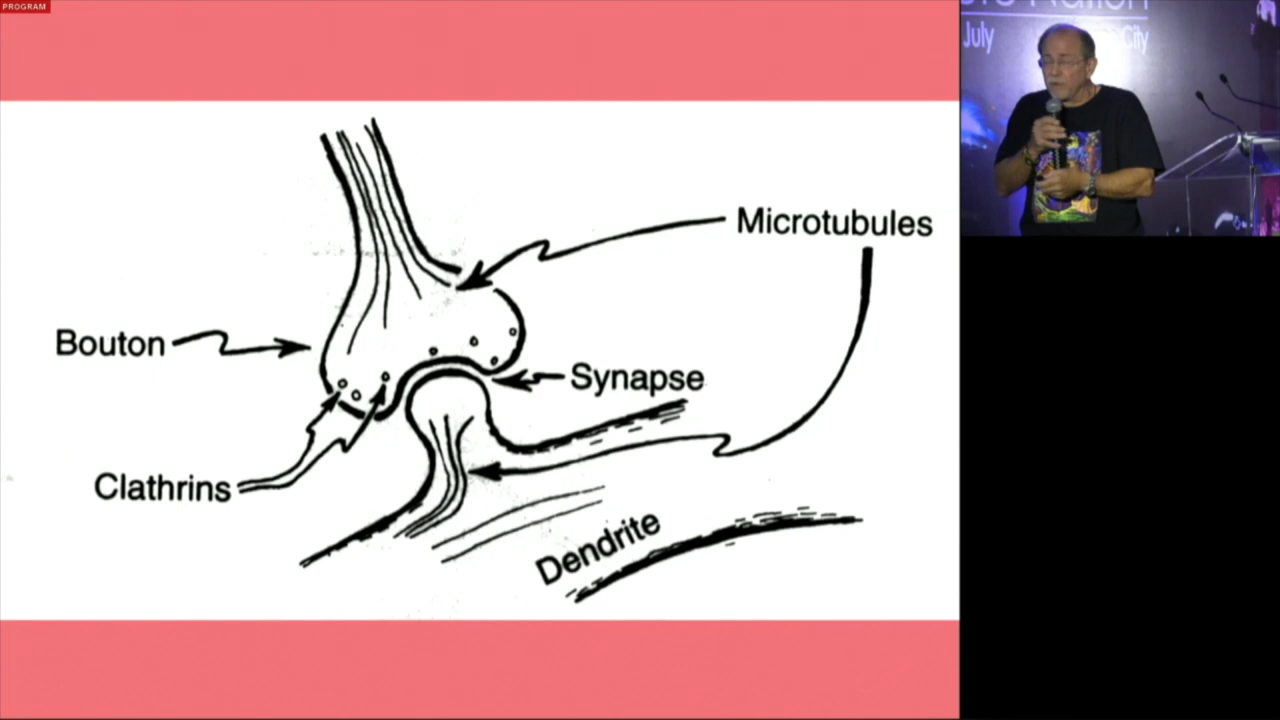 PROGRAM
July
City
Microtubules
Bouton
Synapse
Clathrins
Dendrite